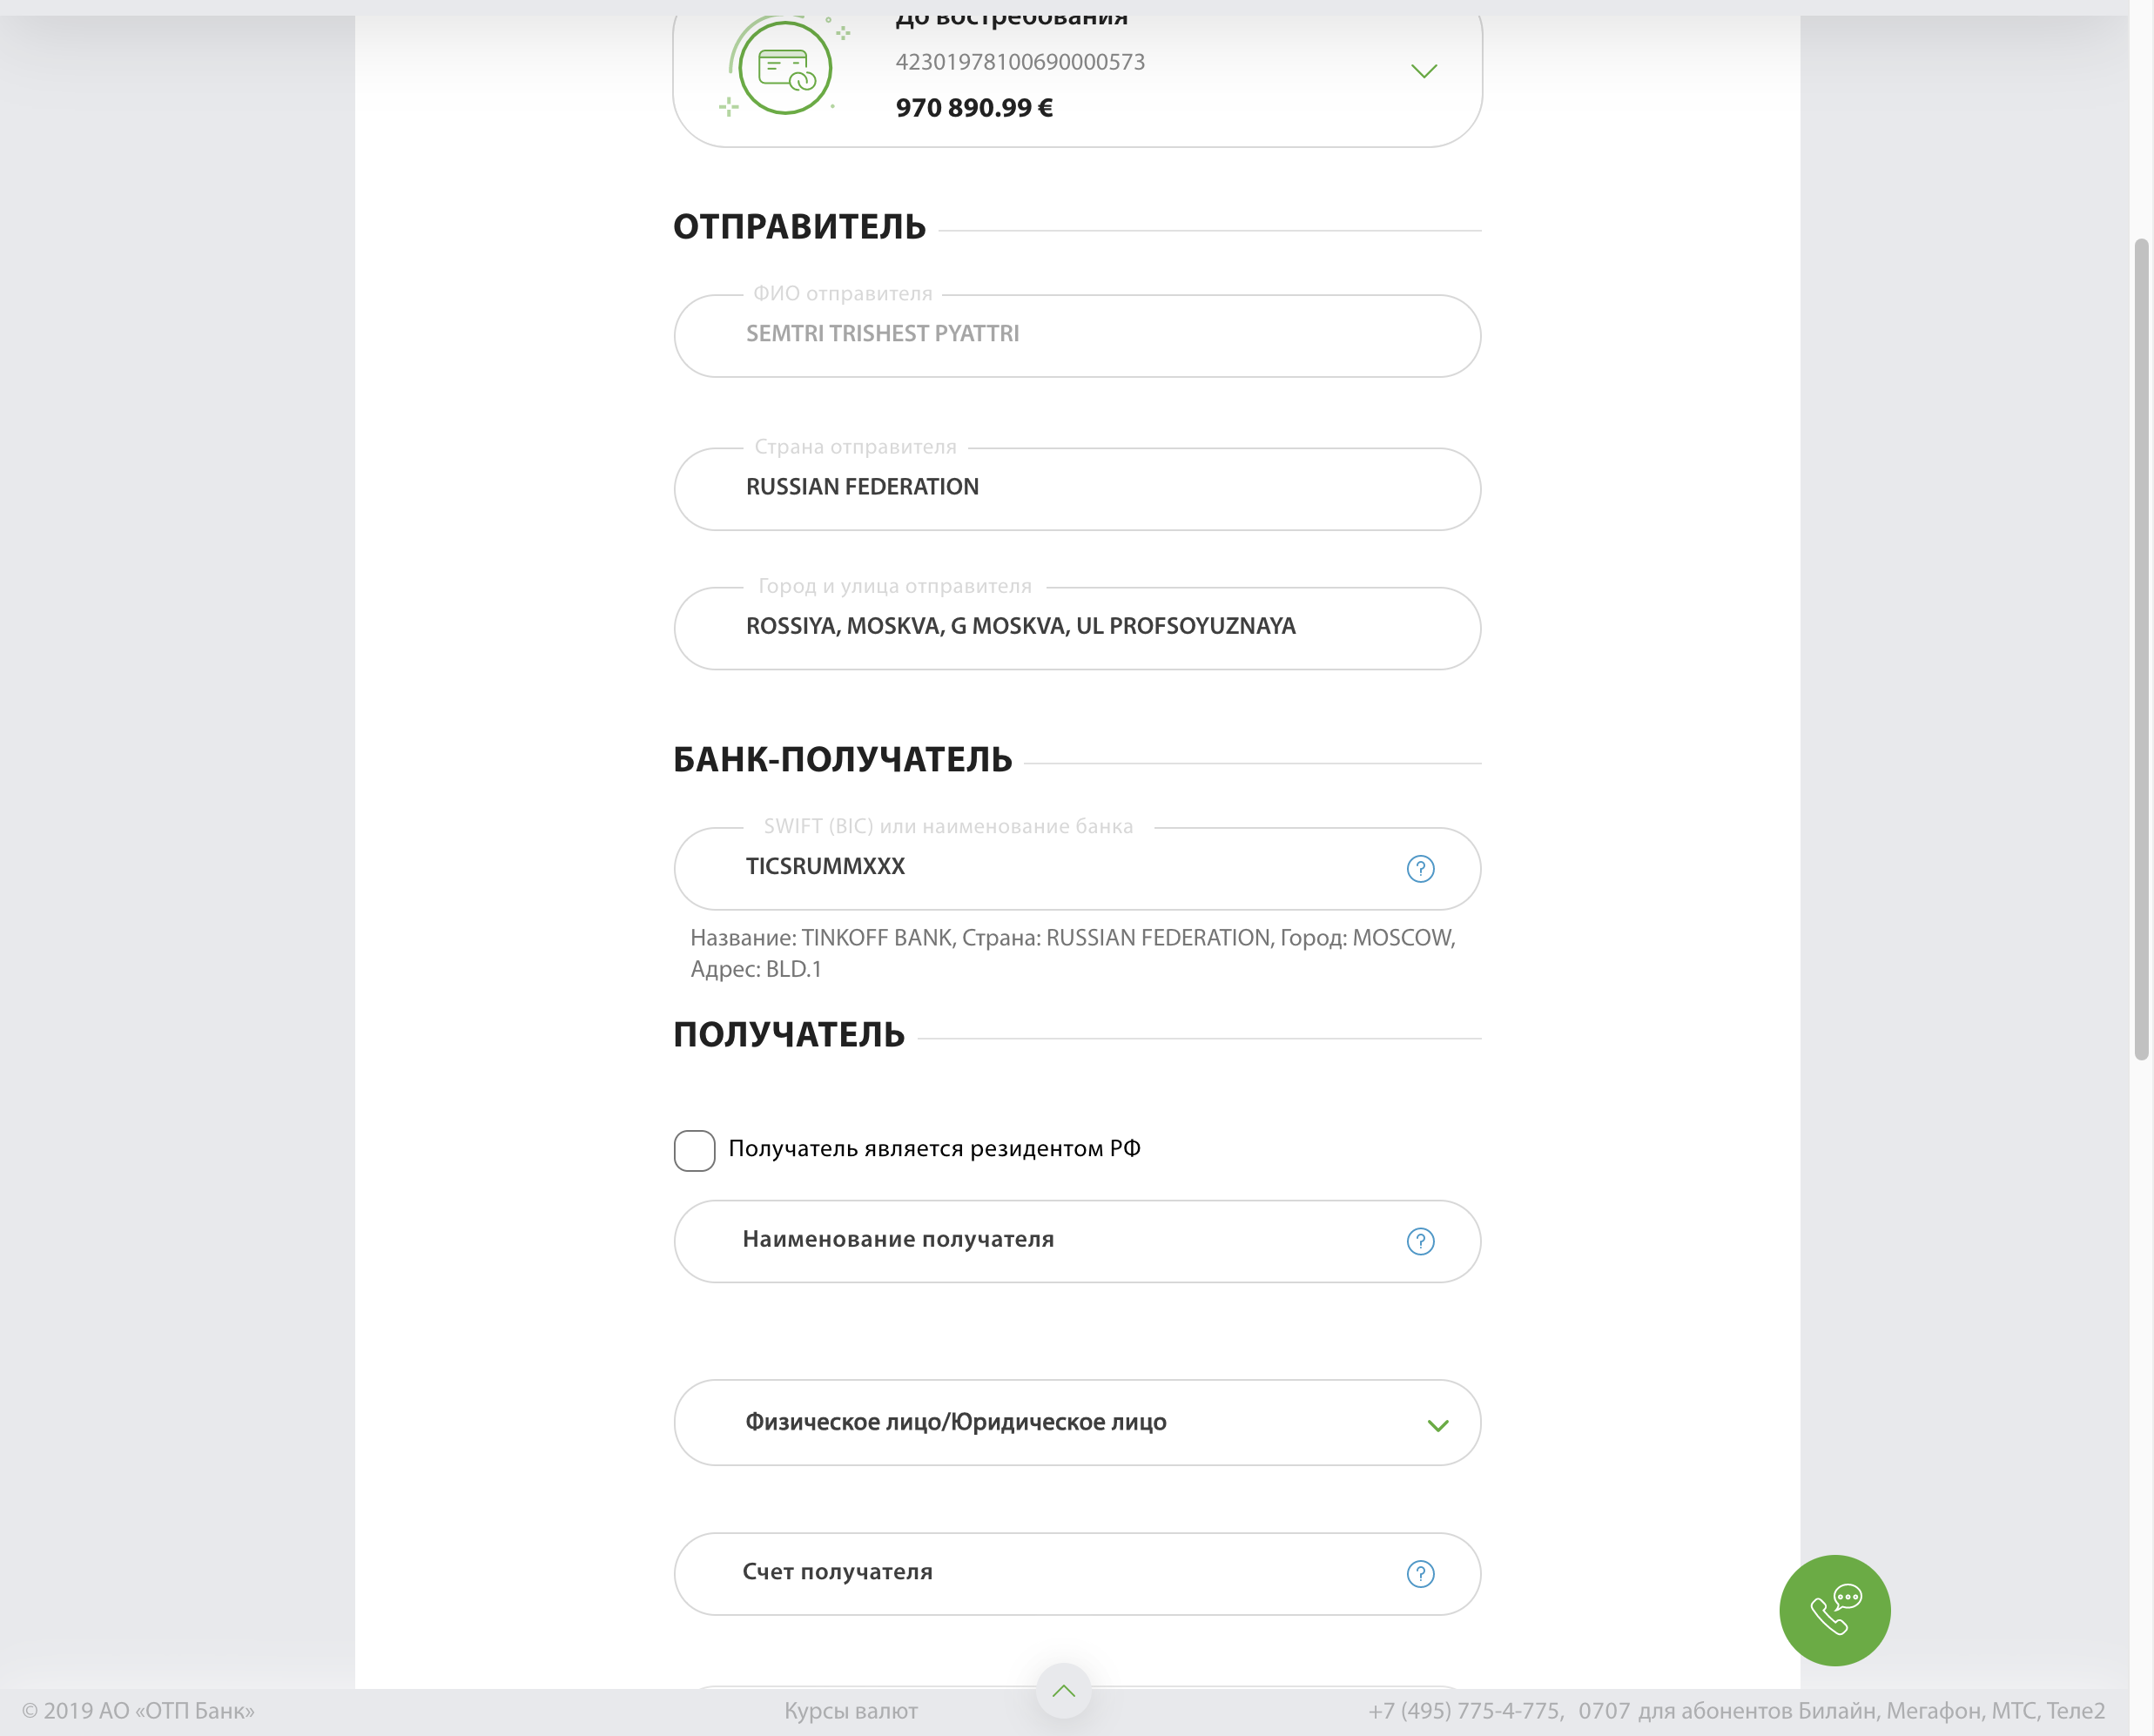 До востребования
42301978100690000573
970 890.99 €
ОТПРАВИТЕЛЬ
ФИО отправителя
SEMTRI TRISHEST PYATTRI
Страна отправителя
RUSSIAN FEDERATION
Город и улица отправителя
ROSSIYA, MOSKVA, G MOSKVA, UL PROFSOYUZNAYA
БАНК-ПОЛУЧАТЕЛЬ
SWIFT (BIC) или наименование банка
TICSRUMMXXX
?
Название: TINKOFF BANK, Страна: RUSSIAN FEDERATION, Город: MOSCOW,
Адрес: BLD.1
ПОЛУЧАТЕЛЬ
Получатель является резидентом РФ
Наименование получателя
?
Физическое лицо/Юридическое лицо
Счет получателя
?
© 2019 АО «ОТП Банк» Курсы валют +7 (495) 775-4-775, 0707 для абонентов Билайн, Мегафон, МТС, Теле2